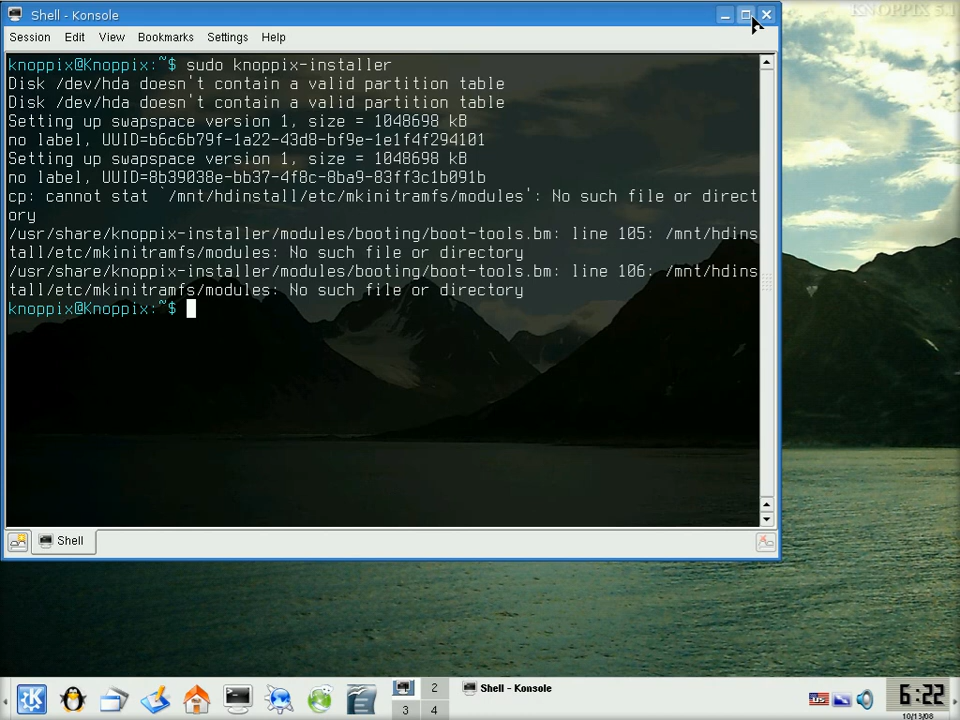 Shell - Konsole
KNOPPIX 5.1
Session Edit View Bookmarks Settings Help
knoppix@Knoppix:~$ sudo knoppix-installer
Disk /dev/hda doesn't contain a valid partition table
Disk /dev/hda doesn't contain a valid partition table
Setting up swapspace version 1, size = 1048698 kB
no label, UUID=b6c6b79f-1a22-43d8-bf9e-1e1f4f294101
Setting up swapspace version 1, size = 1048698 kB
no label, UUID=8b39038e-bb37-4f8c-8ba9-83ff3c1b091b
cp: cannot stat `/mnt/hdinstall/etc/mkinitramfs/modules': No such file or direct
ory
/usr/share/knoppix-installer/modules/booting/boot-tools.bm: line 105: /mnt/hdins
tall/etc/mkinitramfs/modules: No such file or directory
/usr/share/knoppix-installer/modules/booting/boot-tools.bm: line 106: /mnt/hdins
tall/etc/mkinitramfs/modules: No such file or directory
knoppix@Knoppix:~$
Shell
2
3 4
Shell - Konsole
6:22
10/13/08